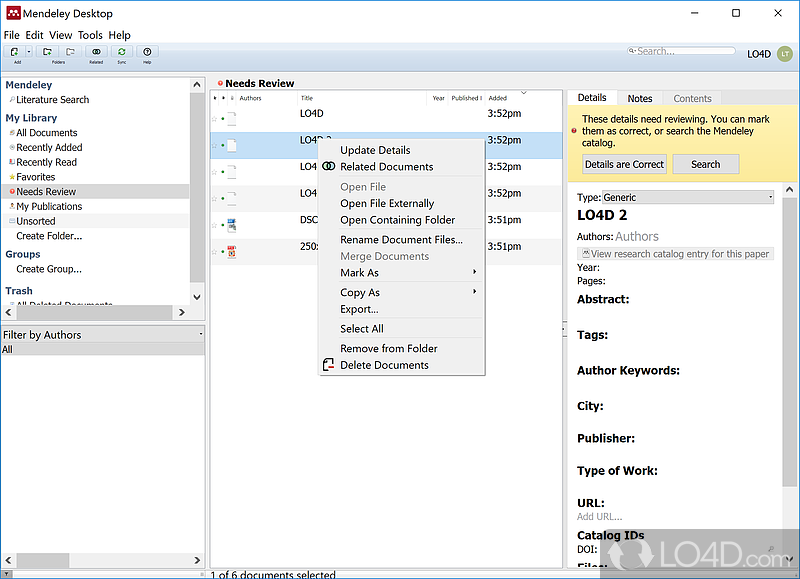 Mendeley Desktop
File Edit View Tools Help
Add Folders Related Sync Help
Search...
LO4D LT
Mendeley
Literature Search
My Library
All Documents
Recently Added
Recently Read
Favorites
Needs Review
My Publications
Unsorted
Create Folder...
Groups
Create Group...
Trash
All Deleted Documents
Filter by Authors
All
Needs Review
Authors Title Year Published I Added
LO4D 3:52pm
LO4D 2 3:52pm
LO4 3:52pm
LO4 3:52pm
DSC 3:51pm
250x 3:51pm
Update Details
Related Documents
Open File
Open File Externally
Open Containing Folder
Rename Document Files...
Merge Documents
Mark As
Copy As
Export...
Select All
Remove from Folder
Delete Documents
1 of 6 documents selected
Details Notes Contents
These details need reviewing. You can mark
them as correct, or search the Mendeley
catalog.
Details are Correct Search
Type: Generic
LO4D 2
Authors: Authors
View research catalog entry for this paper
Year:
Pages:
Abstract:
Tags:
Author Keywords:
City:
Publisher:
Type of Work:
URL:
Add URL...
Catalog IDs
DOI:
Files:
LO4D.com